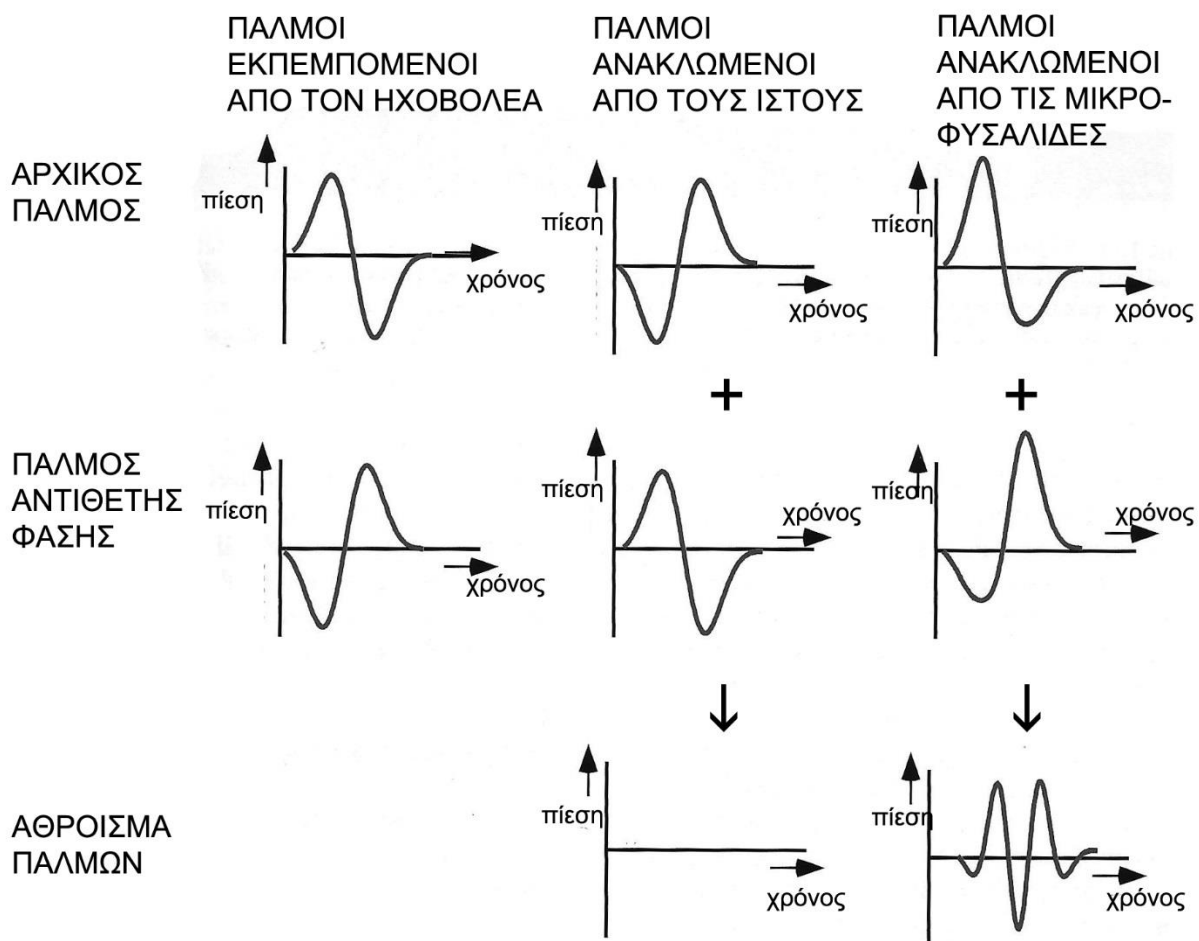 ΠΑΛΜΟΙ
ΕΚΠΕΜΠΟΜΕΝΟΙ
ΑΠΟ ΤΟΝ ΗΧΟΒΟΛΕΑ
ΠΑΛΜΟΙ
ΑΝΑΚΛΩΜΕΝΟΙ
ΑΠΟ ΤΟΥΣ ΙΣΤΟΥΣ
ΠΑΛΜΟΙ
ΑΝΑΚΛΩΜΕΝΟΙ
ΑΠΟ ΤΙΣ ΜΙΚΡΟ-
ΦΥΣΑΛΙΔΕΣ
ΑΡΧΙΚΟΣ
ΠΑΛΜΟΣ
πίεση
χρόνος
πίεση
χρόνος
πίεση
χρόνος
+
+
ΠΑΛΜΟΣ
ΑΝΤΙΘΕΤΗΣ
ΦΑΣΗΣ
πίεση
χρόνος
πίεση
χρόνος
πίεση
χρόνος
ΑΘΡΟΙΣΜΑ
ΠΑΛΜΩΝ
πίεση
χρόνος
πίεση
χρόνος